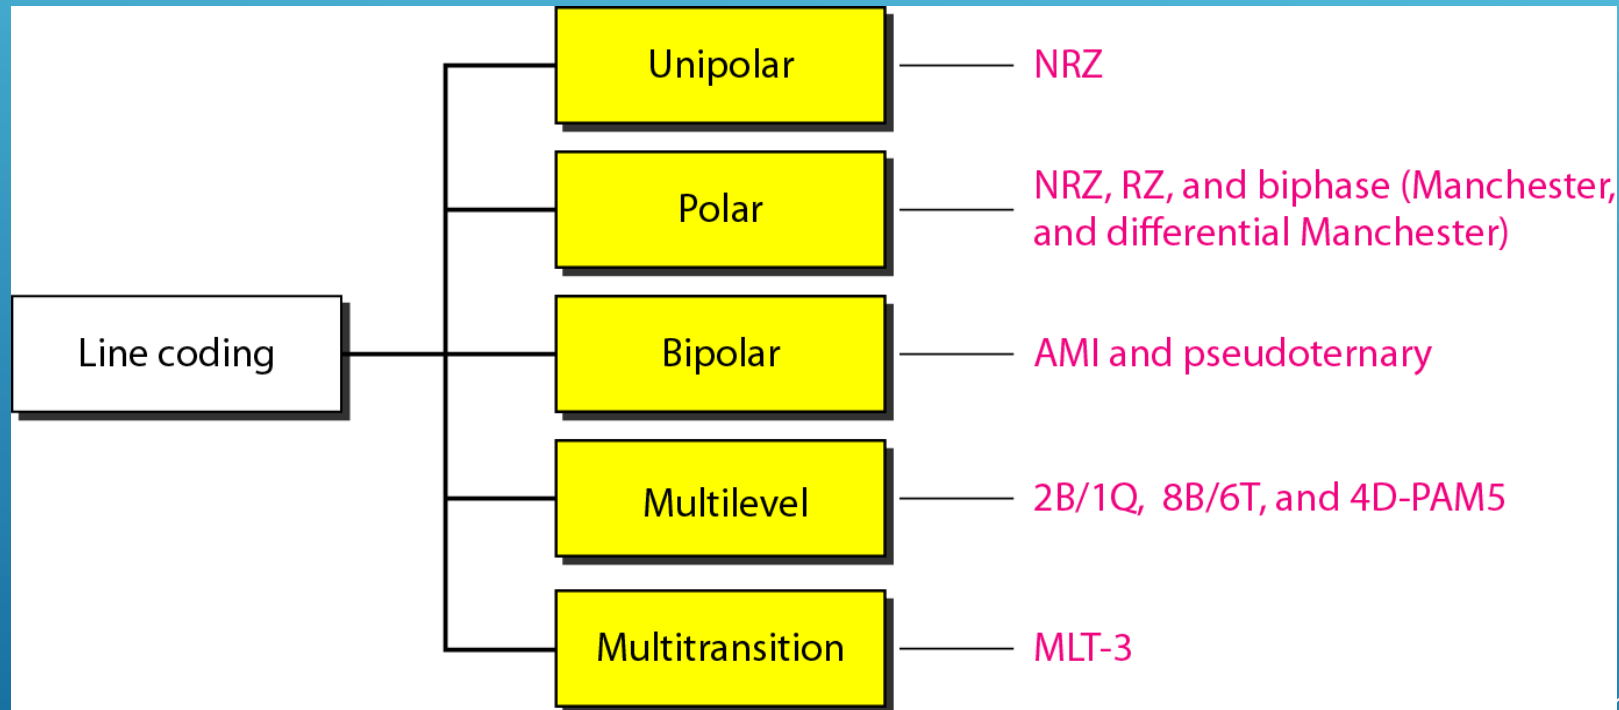 Unipolar
NRZ
Polar
NRZ, RZ, and biphase (Manchester,
and differential Manchester)
Line coding
Bipolar
AMI and pseudoternary
Multilevel
2B/1Q, 8B/6T, and 4D-PAM5
Multitransition
MLT-3